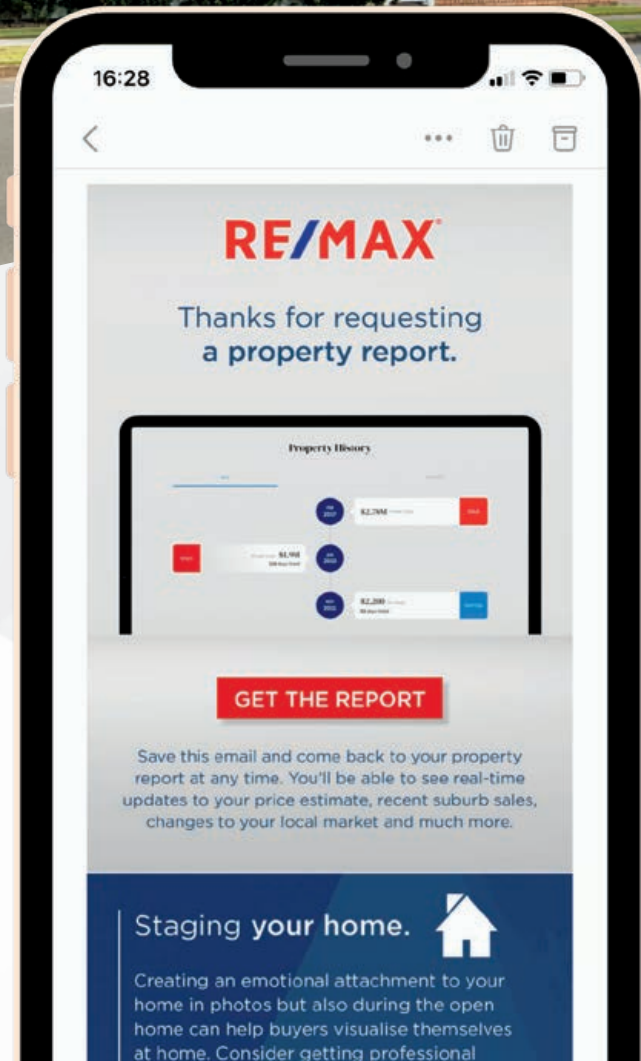 16:28
RE/MAX®
Thanks for requesting
a property report.
Property History
$2.78M
$1.9M
$2,200
GET THE REPORT
Save this email and come back to your property
report at any time. You'll be able to see real-time
updates to your price estimate, recent suburb sales,
changes to your local market and much more.
Staging your home.
Creating an emotional attachment to your
home in photos but also during the open
home can help buyers visualise themselves
at home. Consider getting professional